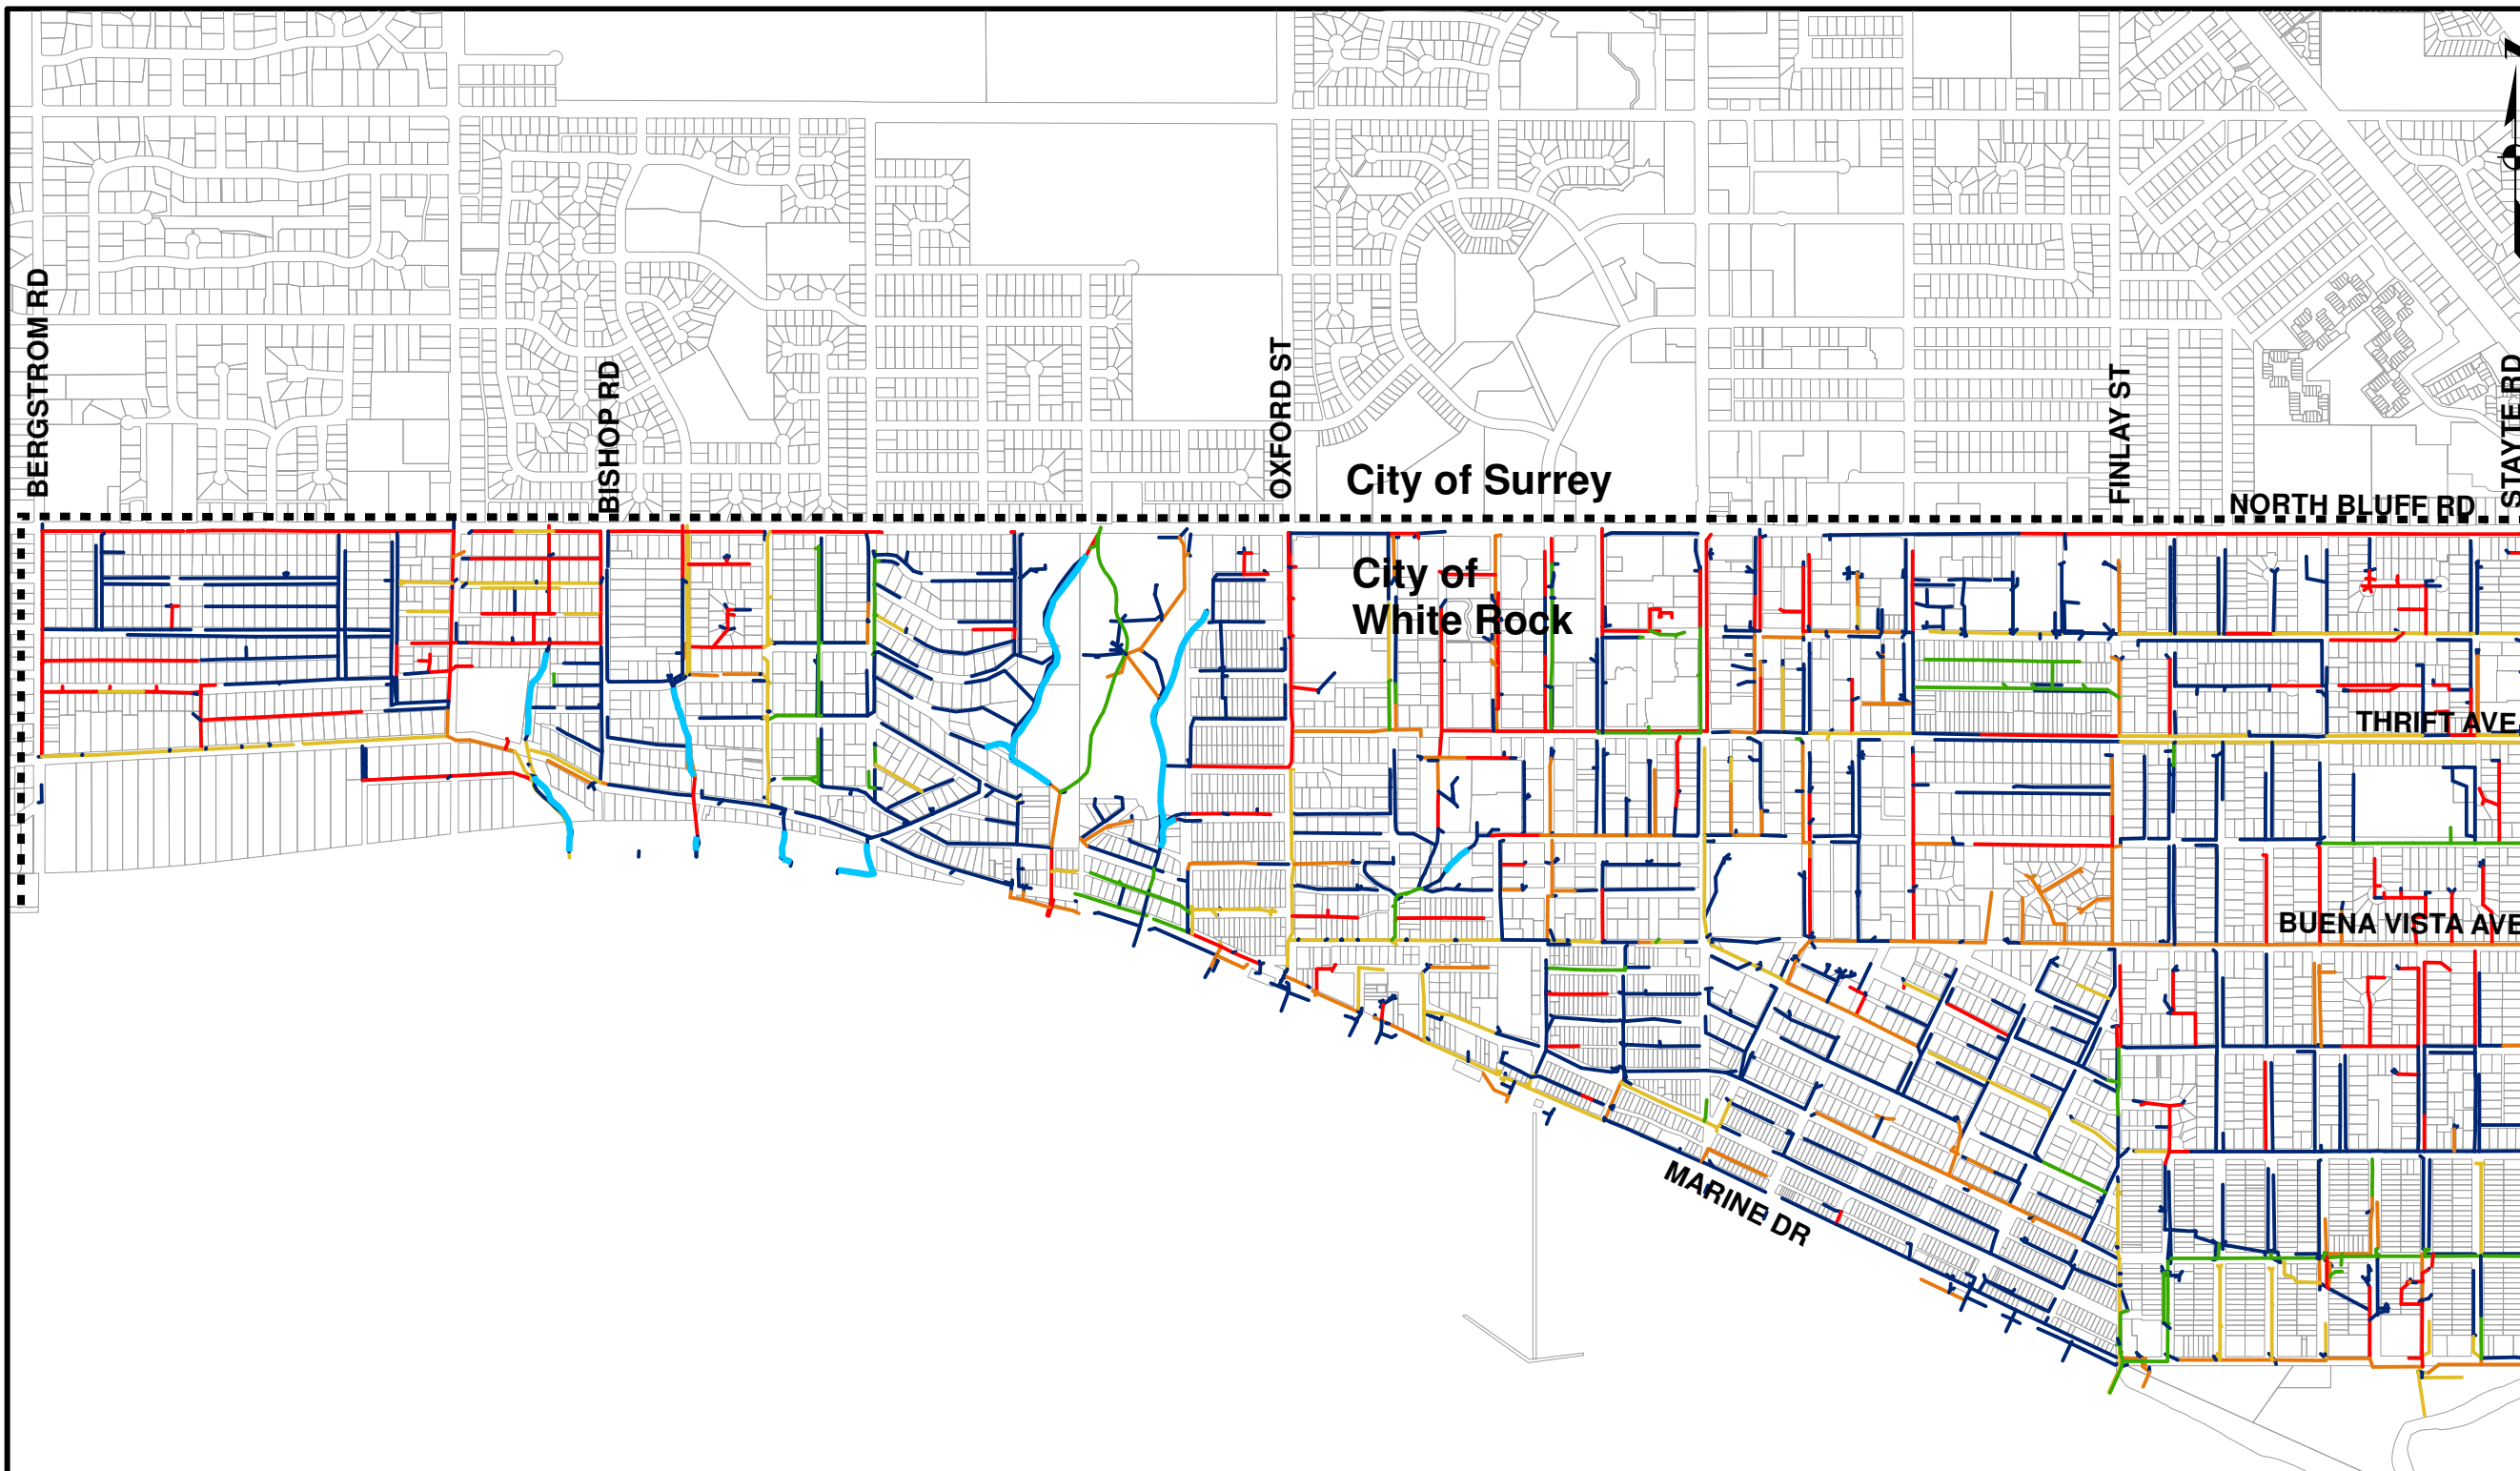 BERGSTROM RD
BISHOP RD
OXFORD ST
FINLAY ST
STAYTE RD
City of Surrey
NORTH BLUFF RD
City of
White Rock
THRIFT AVE
BUENA VISTA AVE
MARINE DR